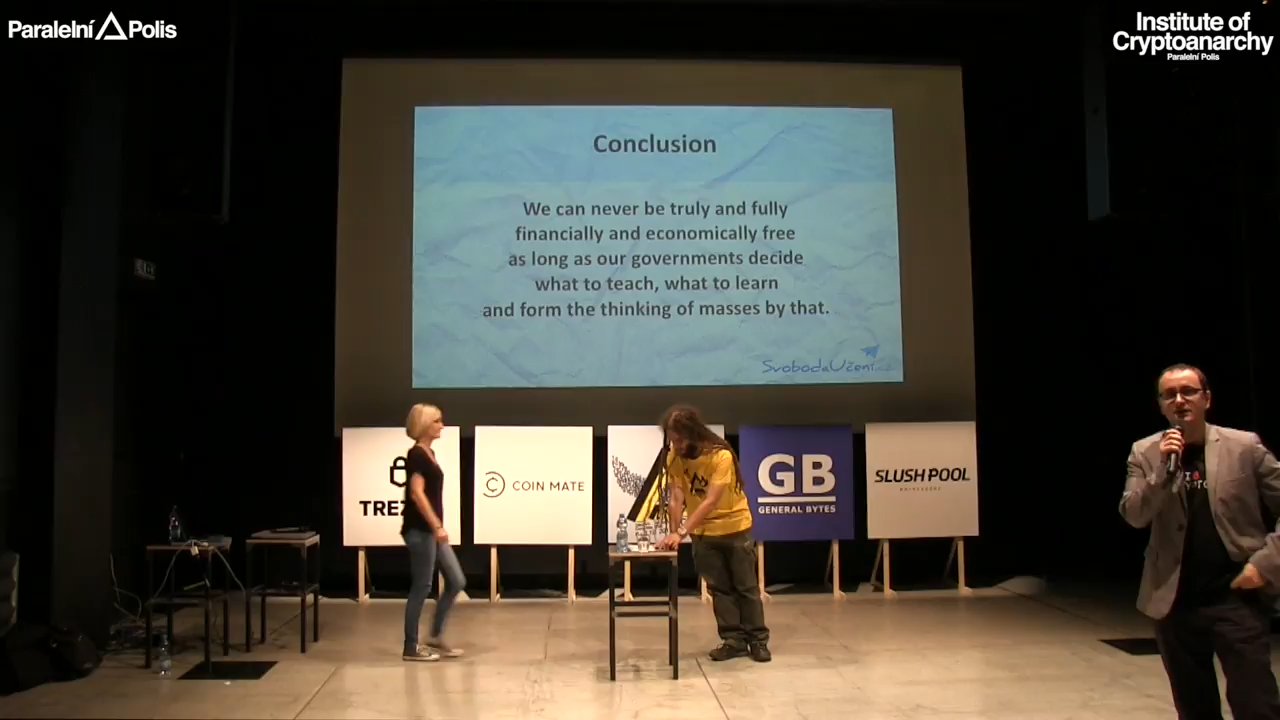 Paralelní Polis
Institute of
Cryptoanarchy
Paralelní Polis
Conclusion
We can never be truly and fully
financially and economically free
as long as our governments decide
what to teach, what to learn
and form the thinking of masses by that.
SvobodaUčení.cz
TREZ
COIN MATE
GB
GENERAL BYTES
SLUSH POOL